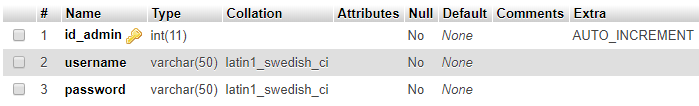 # Name Type Collation Attributes Null Default Comments Extra
1 id_admin int(11) No None AUTO_INCREMENT
2 username varchar(50) latin1_swedish_ci No None
3 password varchar(50) latin1_swedish_ci No None